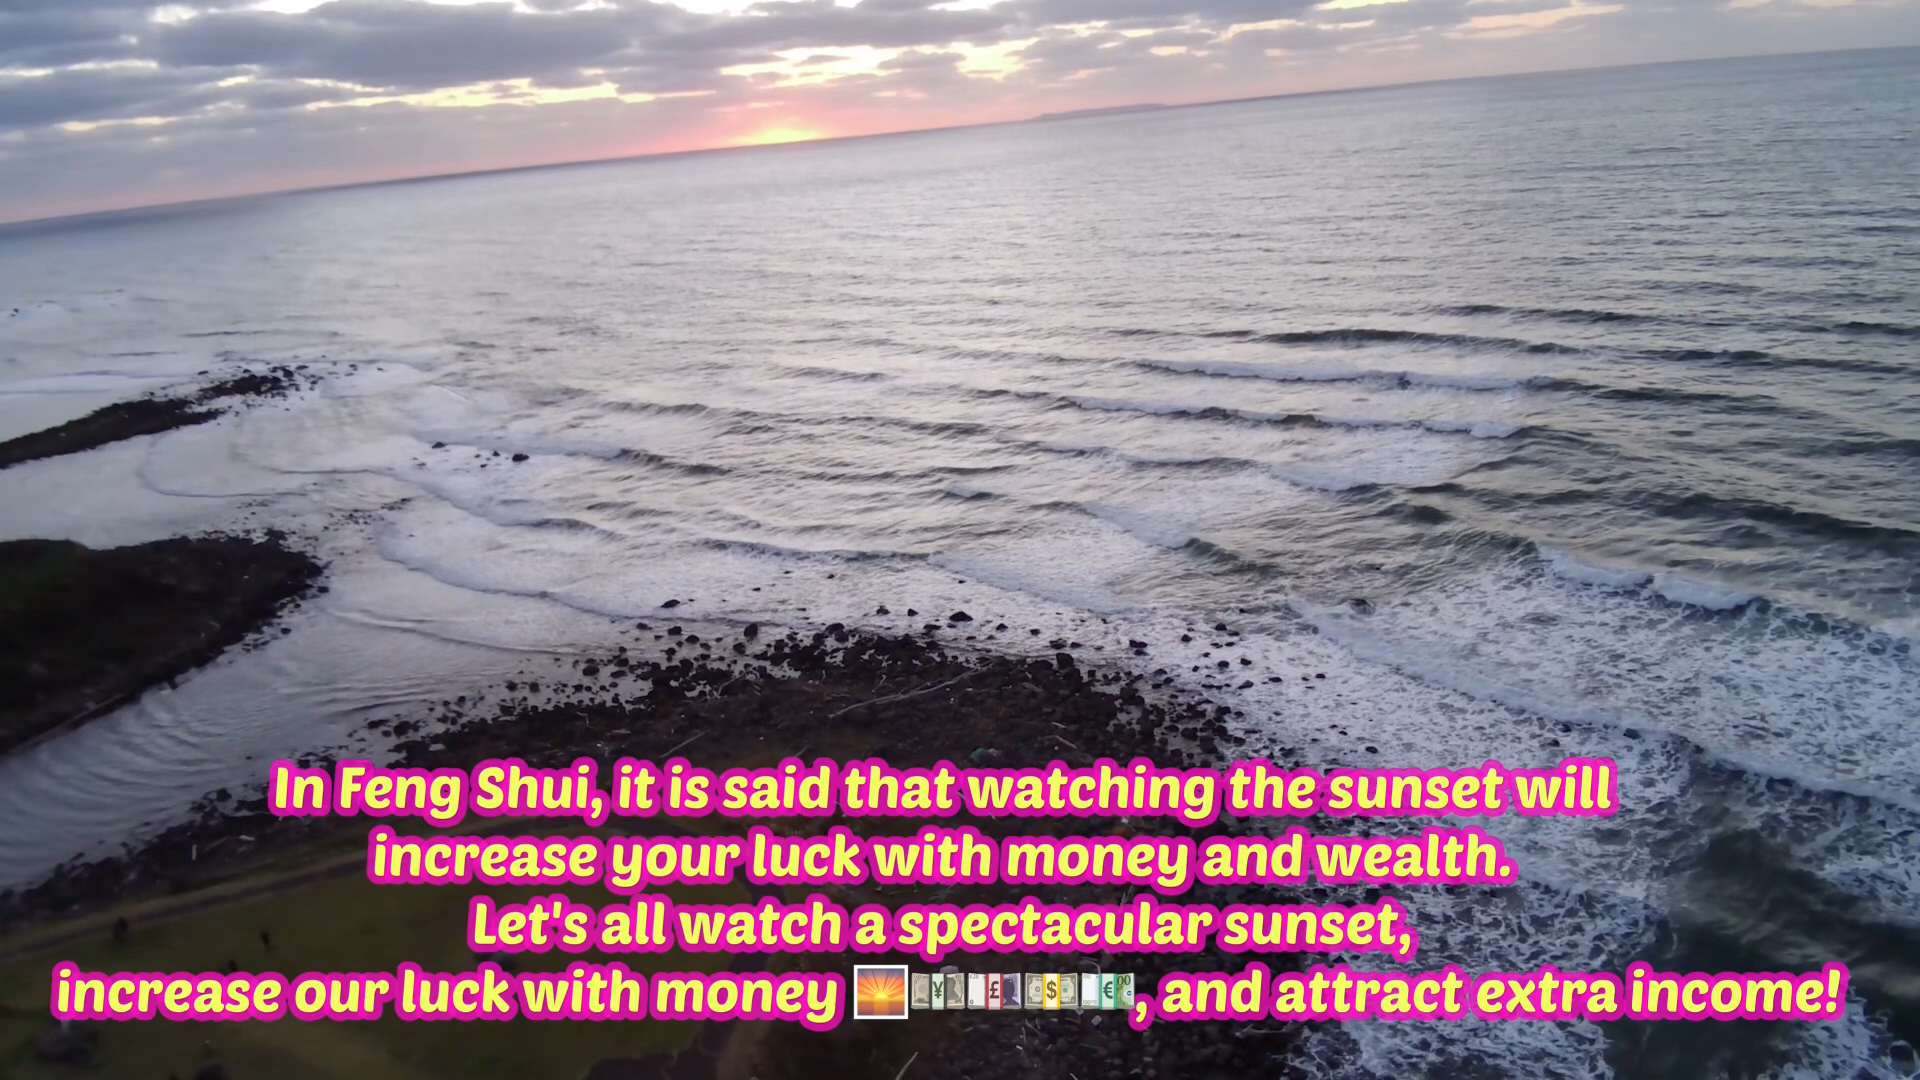 In Feng Shui, it is said that watching the sunset will
increase your luck with money and wealth.
Let's all watch a spectacular sunset,
increase our luck with money 🌅💴💷💵💶, and attract extra income!